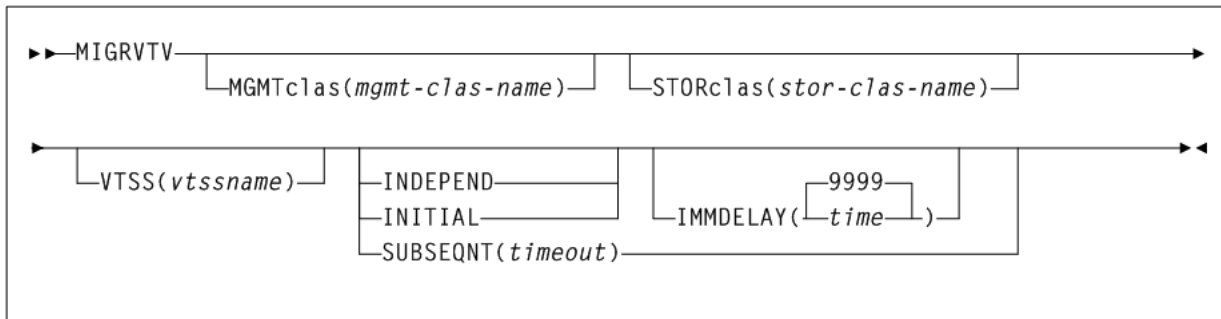 MIGRVTV
MGMTclas(mgmt-clas-name)
STORclas(stor-clas-name)
VTSS(vtssname)
INDEPEND
INITIAL
SUBSEQNT(timeout)
9999
IMMDELAY(time)